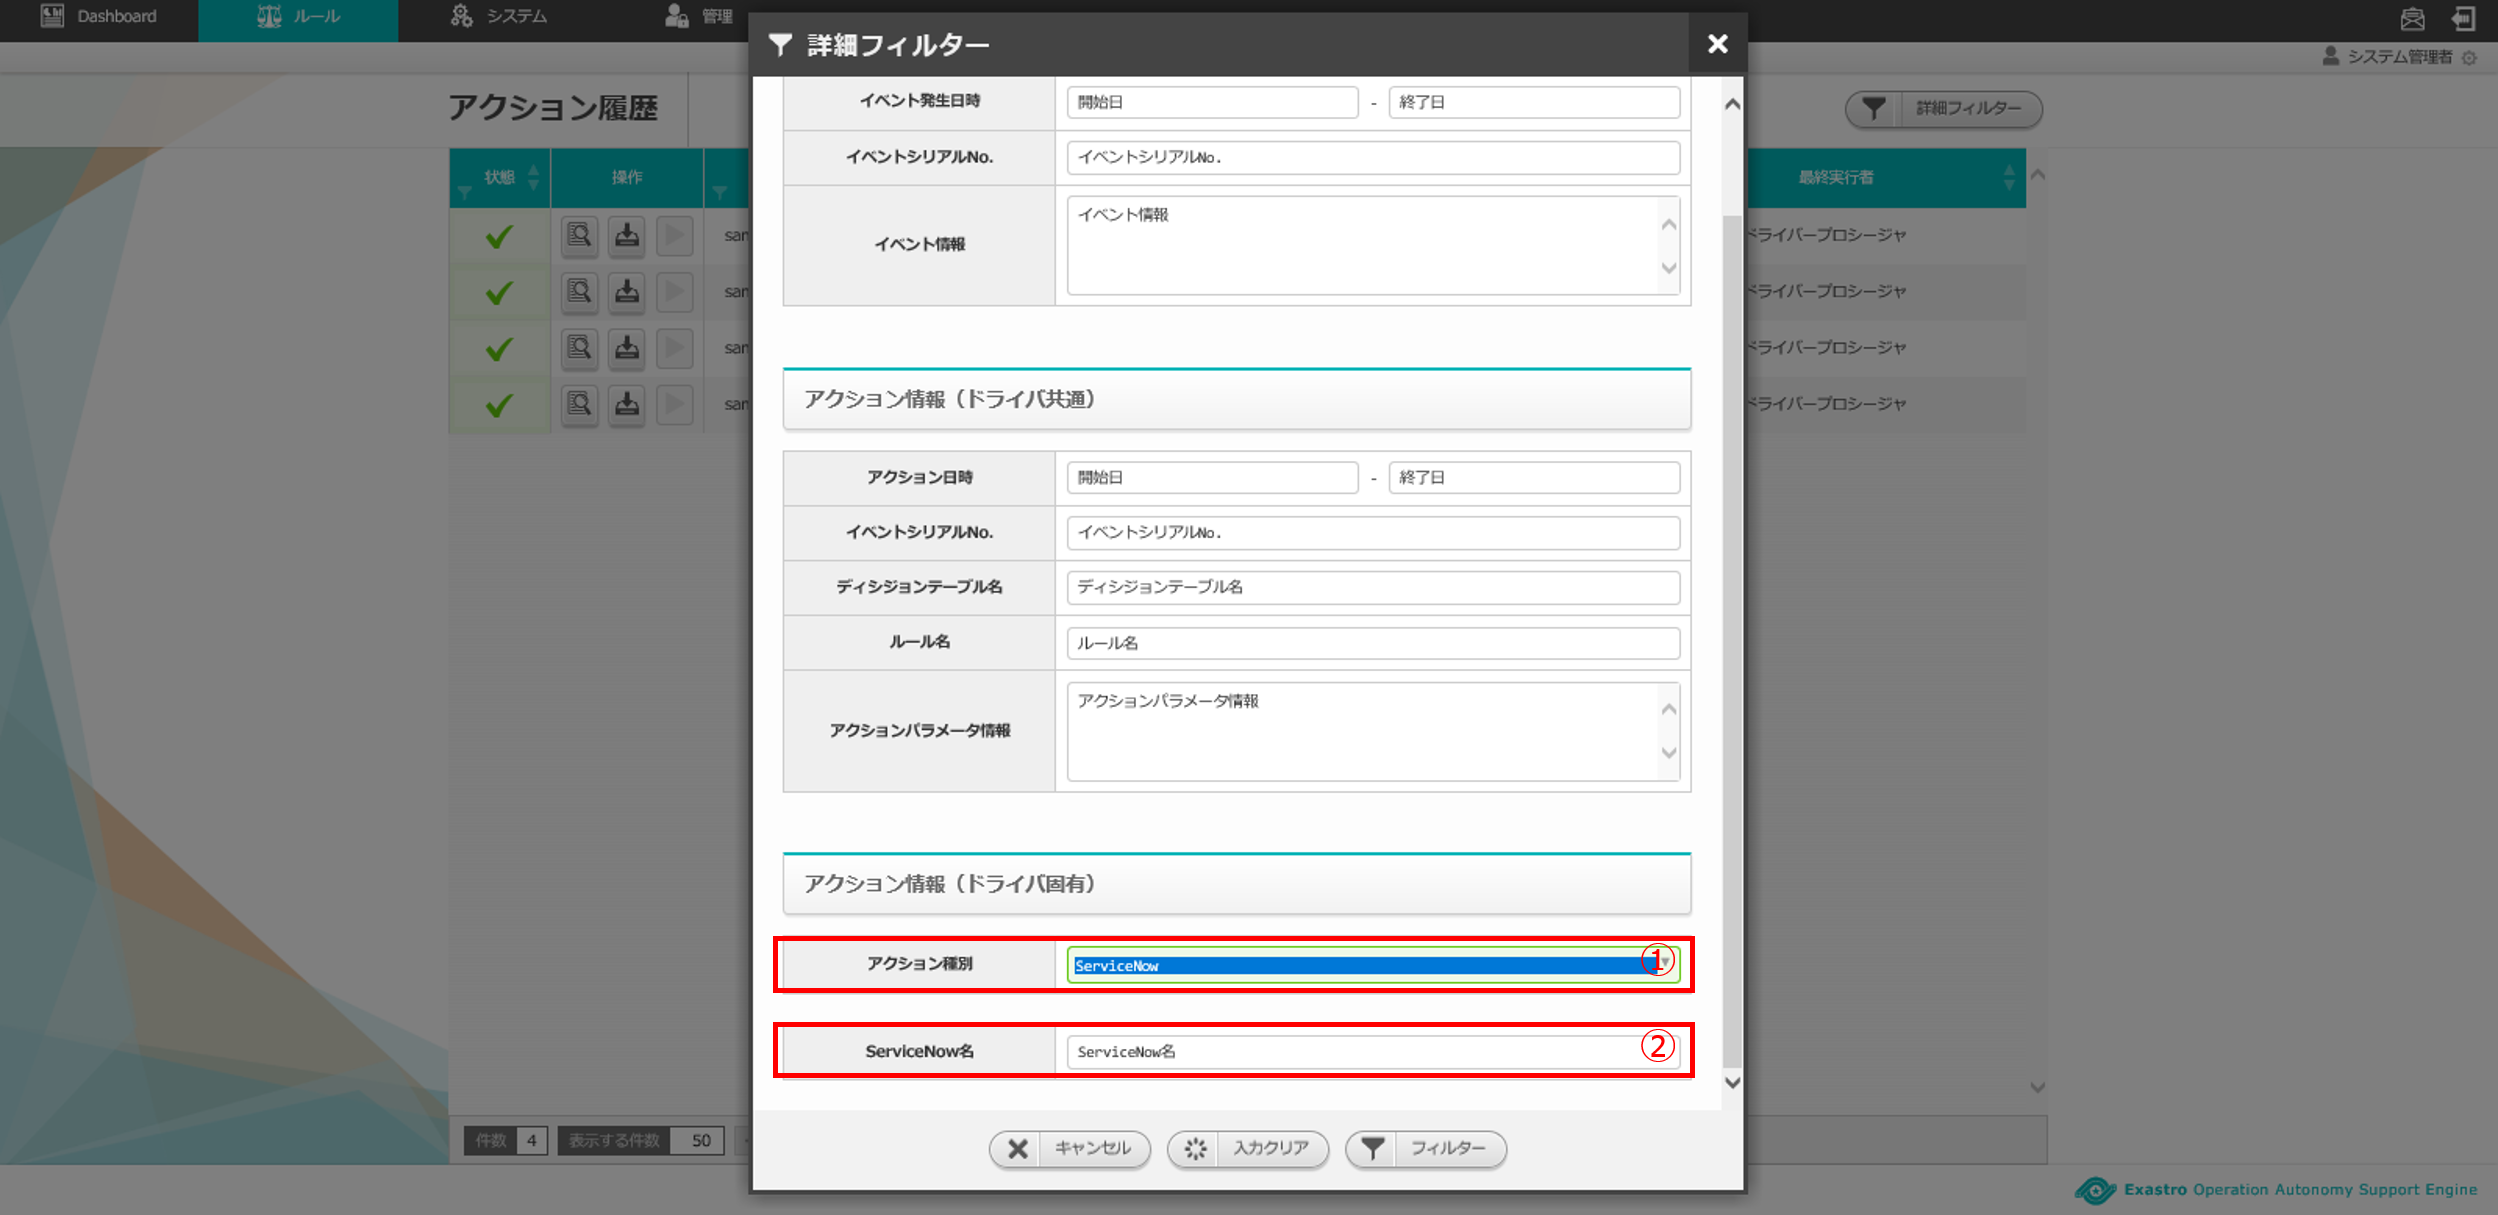 Dashboard ルール システム 管理
システム管理者
アクション履歴
詳細フィルター
状態 操作 最終実行者
ドライバープロシージャ
ドライバープロシージャ
ドライバープロシージャ
ドライバープロシージャ
件数 4 表示する件数 50
詳細フィルター
イベント発生日時 開始日 - 終了日
イベントシリアルNo. イベントシリアルNo.
イベント情報 イベント情報
アクション情報（ドライバ共通）
アクション日時 開始日 - 終了日
イベントシリアルNo. イベントシリアルNo.
ディシジョンテーブル名 ディシジョンテーブル名
ルール名 ルール名
アクションパラメータ情報 アクションパラメータ情報
アクション情報（ドライバ固有）
アクション種別 ServiceNow ①
ServiceNow名 ServiceNow名 ②
キャンセル 入力クリア フィルター
Exastro Operation Autonomy Support Engine